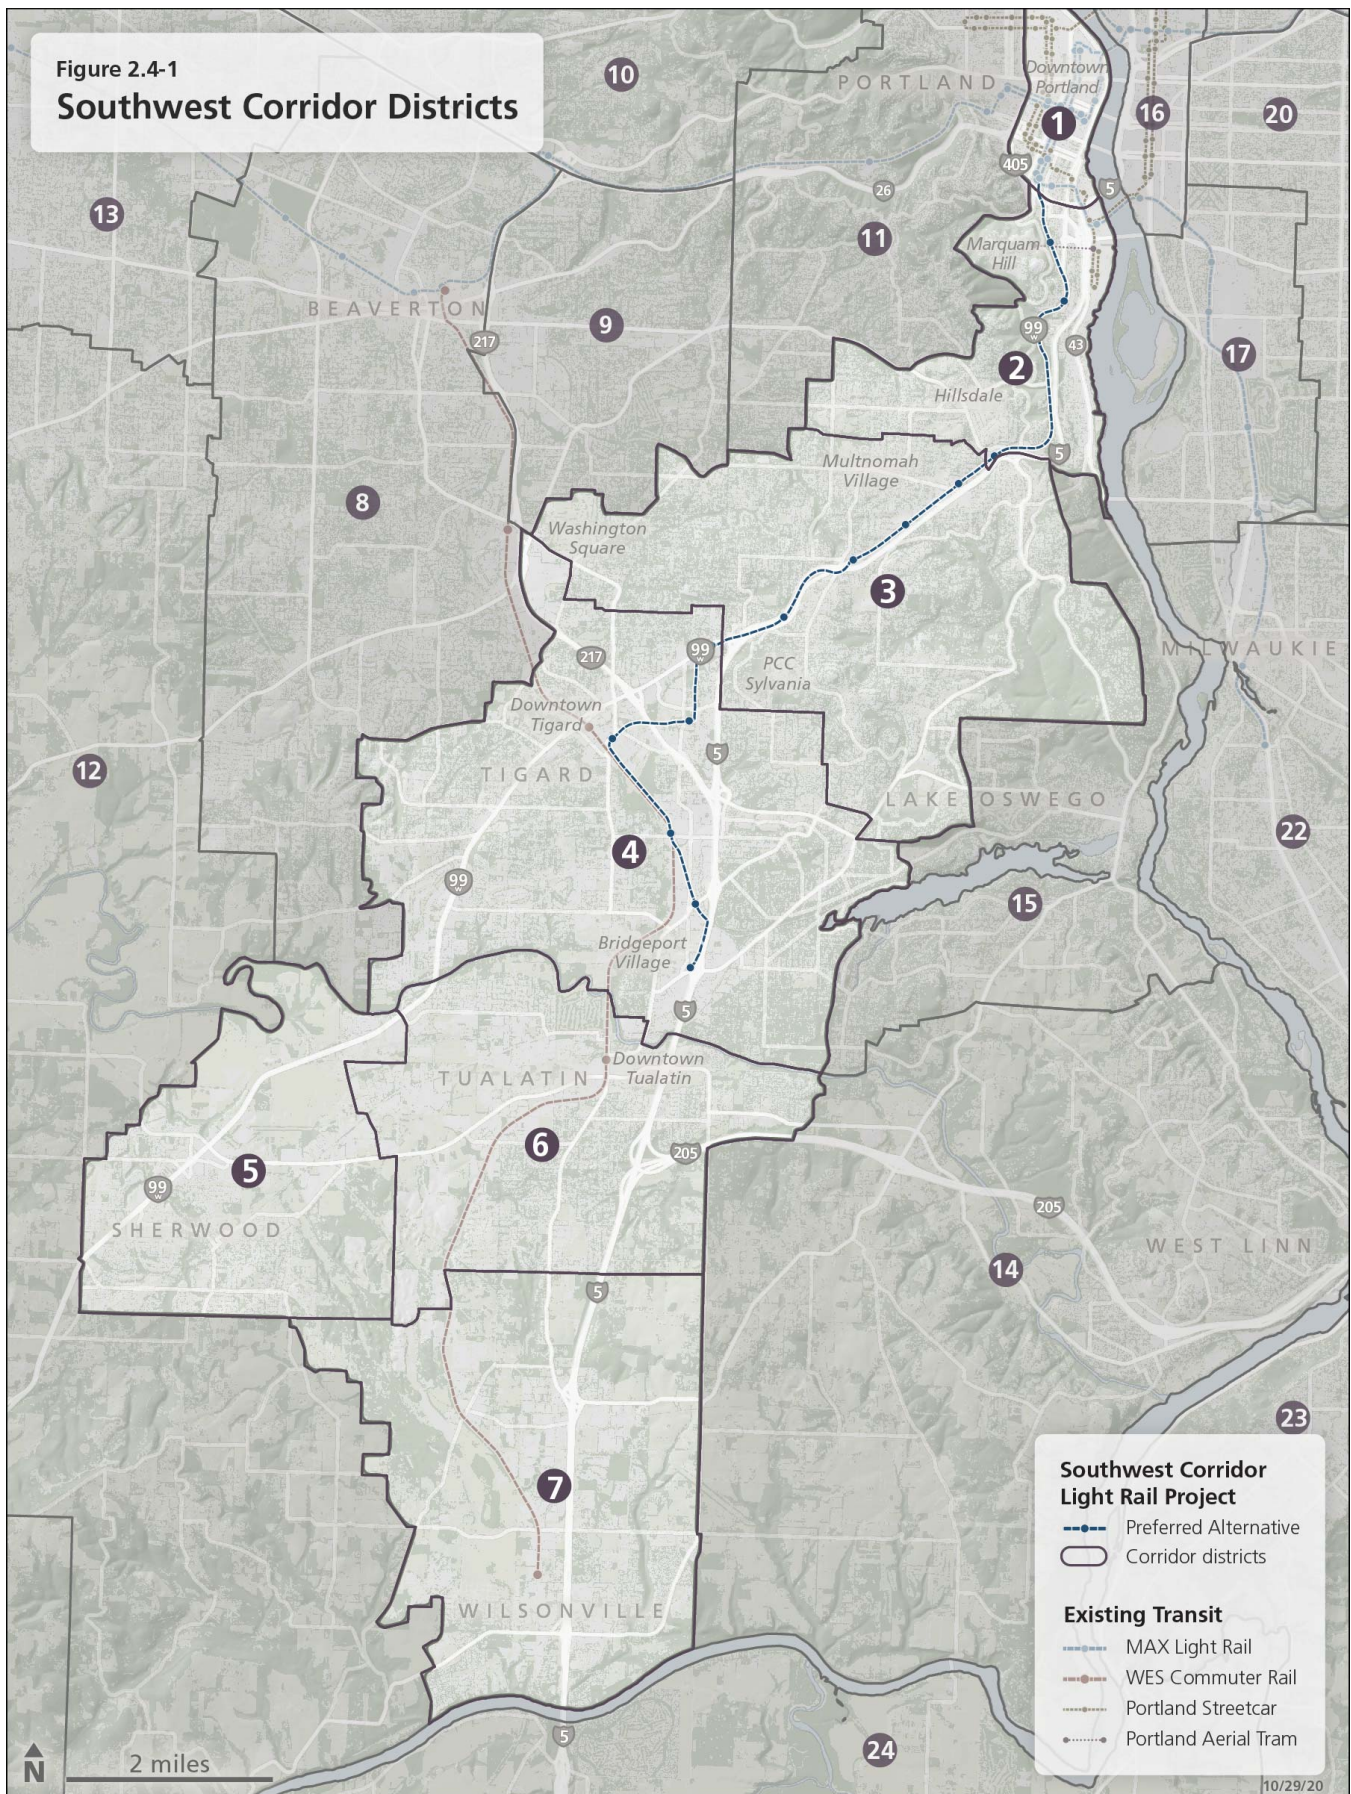 Figure 2.4-1
Southwest Corridor Districts
10
PORTLAND
Downtown
Portland
1
16
20
405
5
26
13
11
Marquam
Hill
BEAVERTON
9
217
99
W
43
17
2
Hillsdale
5
Multnomah
Village
8
Washington
Square
3
217
99
W
MILWAUKIE
PCC
Sylvania
Downtown
Tigard
5
12
TIGARD
LAKE OSWEGO
22
4
99
W
15
Bridgeport
Village
5
Downtown
Tualatin
TUALATIN
6
205
5
99
W
205
SHERWOOD
WEST LINN
14
5
23
7
WILSONVILLE
5
24
Southwest Corridor
Light Rail Project
Preferred Alternative
Corridor districts
Existing Transit
MAX Light Rail
WES Commuter Rail
Portland Streetcar
Portland Aerial Tram
N
2 miles
10/29/20